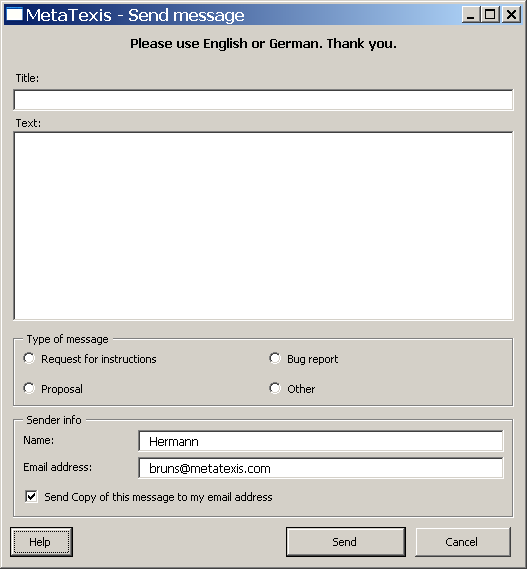 MetaTexis - Send message
Please use English or German. Thank you.
Title:
Text:
Type of message
Request for instructions
Bug report
Proposal
Other
Sender info
Name:
Hermann
Email address:
bruns@metatexis.com
Send Copy of this message to my email address
Help
Send
Cancel